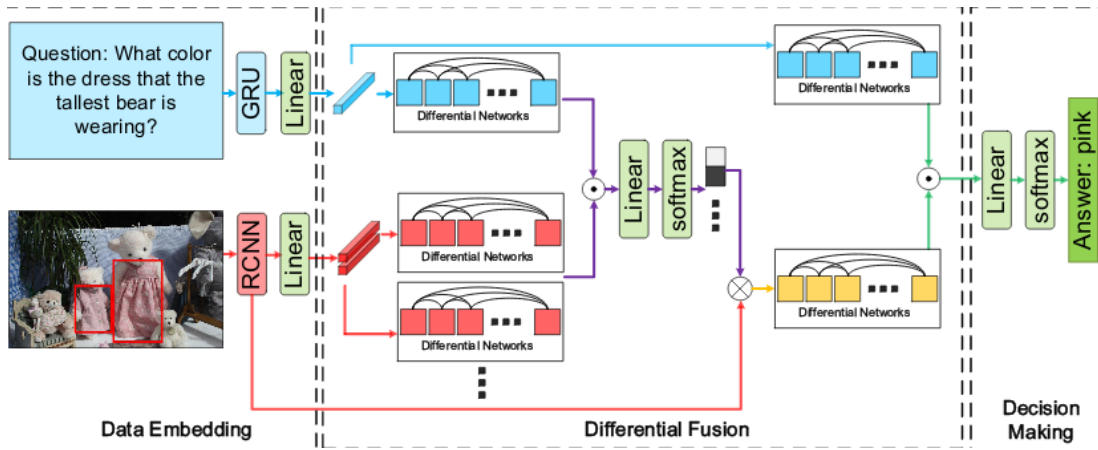 Question: What color
is the dress that the
tallest bear is
wearing?
GRU
Linear
Differential Networks
Differential Networks
RCNN
Linear
Differential Networks
Differential Networks
Linear
softmax
Differential Networks
Linear
softmax
Answer: pink
Data Embedding
Differential Fusion
Decision
Making